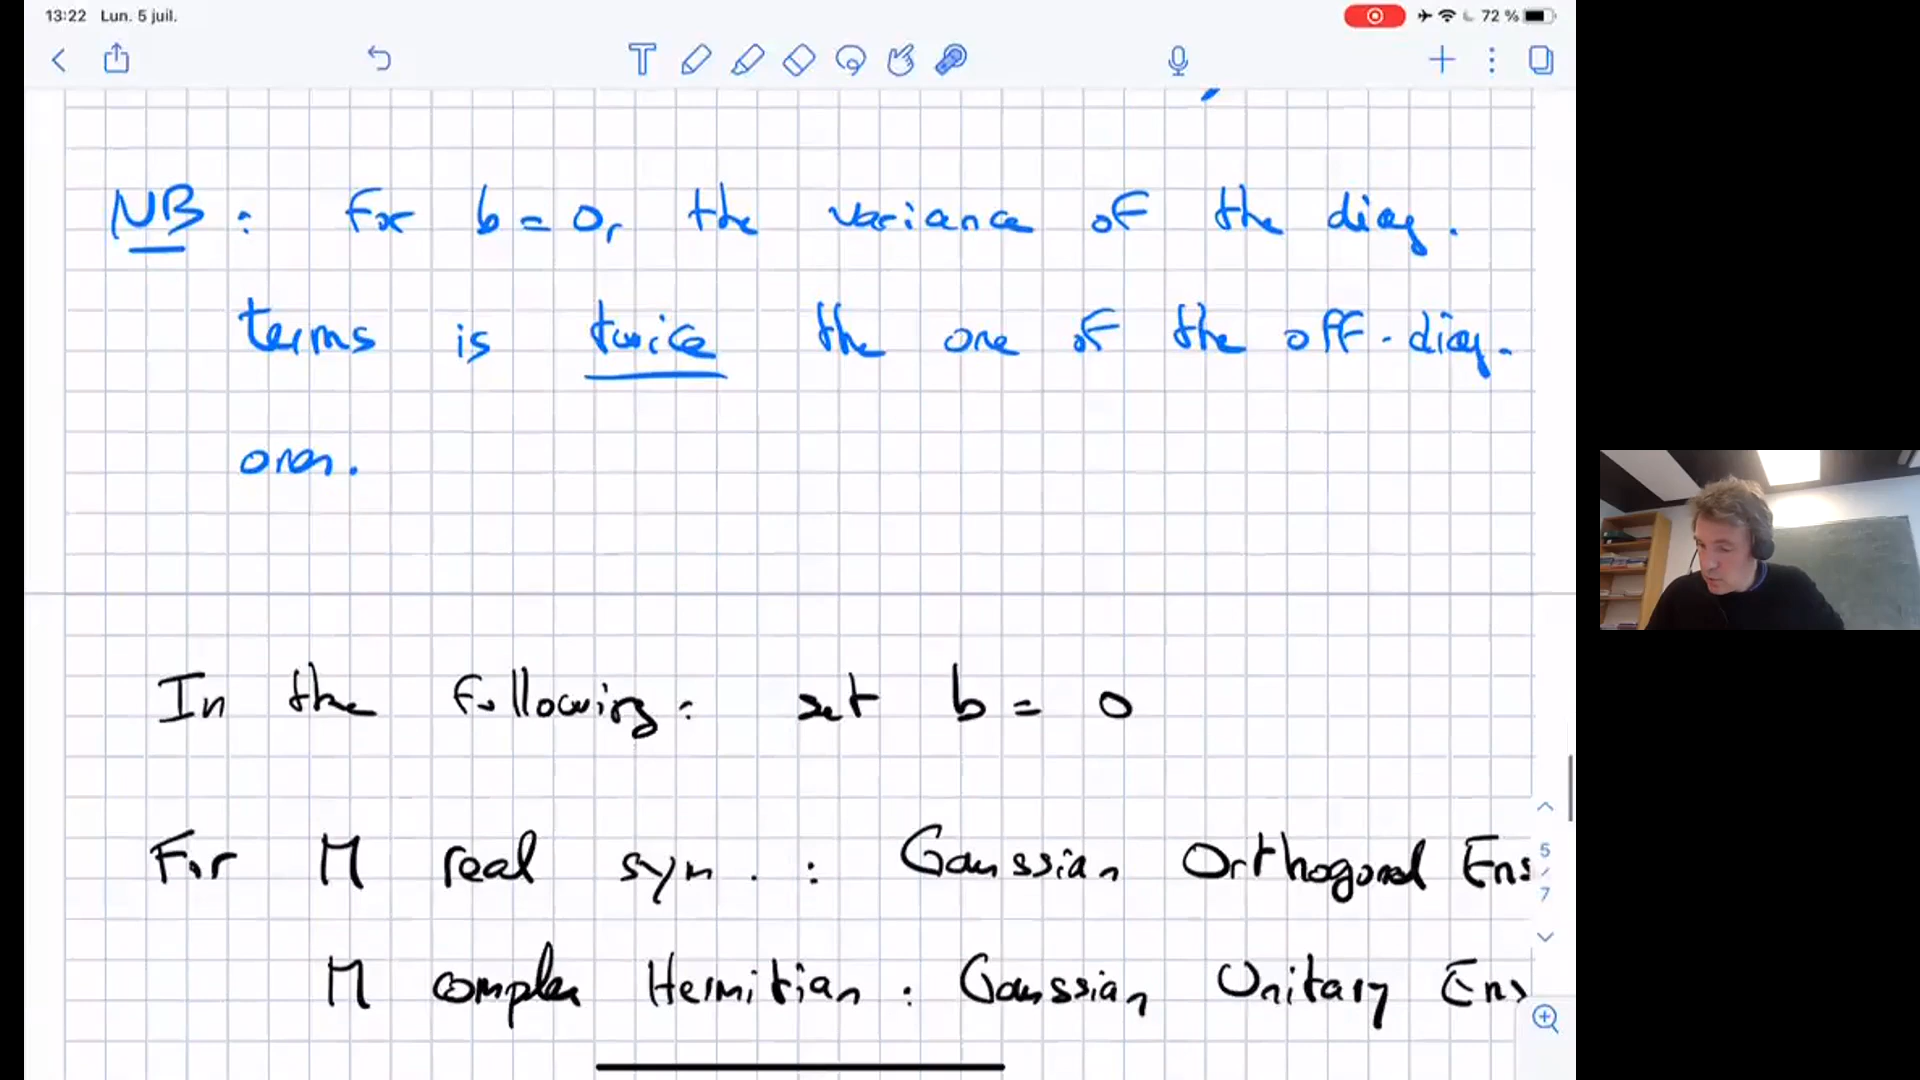 13:22 Lun. 5 juil. 72 %
NB: For b = 0, the variance of the diag.
terms is twice the one of the off-diag.
ones.
In the following: set b = 0
For M real sym. : Gaussian Orthogonal Ens
5
7
M complex Hermitian : Gaussian Unitary Ens